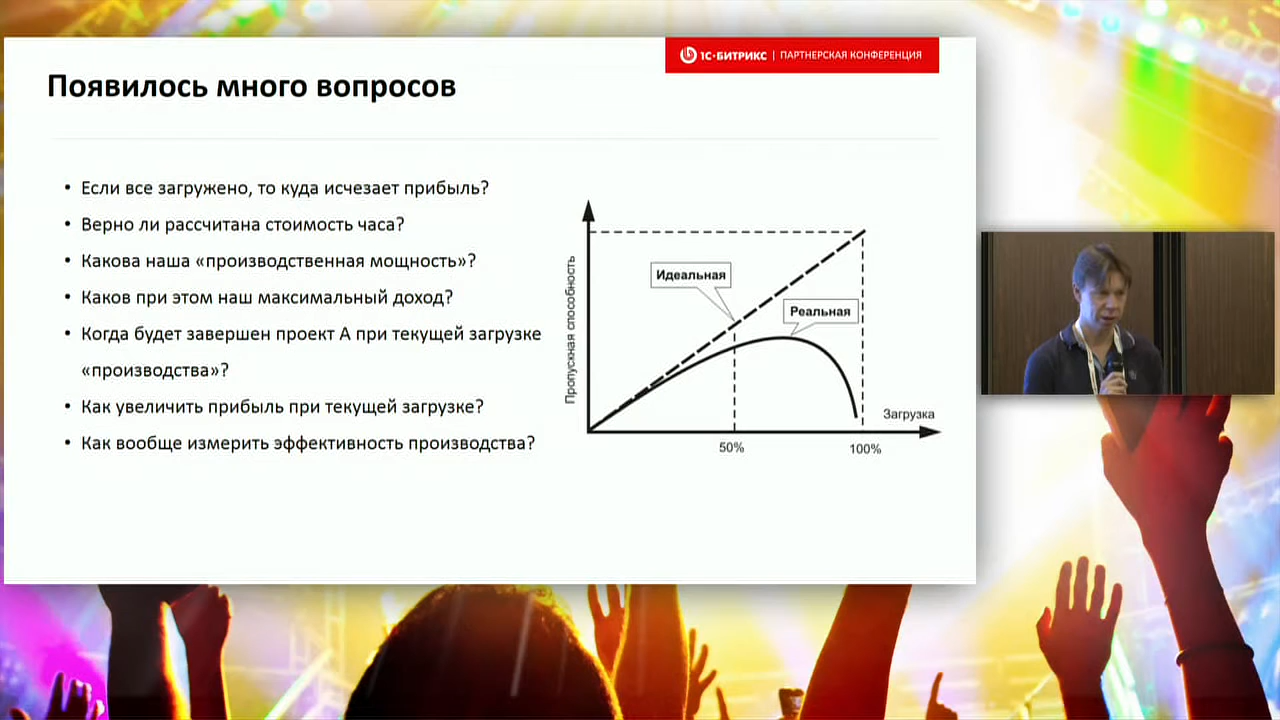 1С-БИТРИКС | ПАРТНЕРСКАЯ КОНФЕРЕНЦИЯ
Появилось много вопросов
• Если все загружено, то куда исчезает прибыль?
• Верно ли рассчитана стоимость часа?
• Какова наша «производственная мощность»?
• Каков при этом наш максимальный доход?
• Когда будет завершен проект А при текущей загрузке
«производства»?
• Как увеличить прибыль при текущей загрузке?
• Как вообще измерить эффективность производства?
Пропускная способность
Идеальная
Реальная
Загрузка
50%
100%